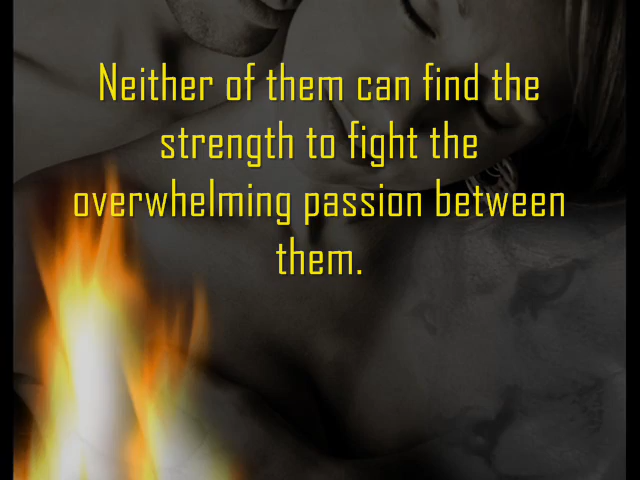 Neither of them can find the
strength to fight the
overwhelming passion between
them.